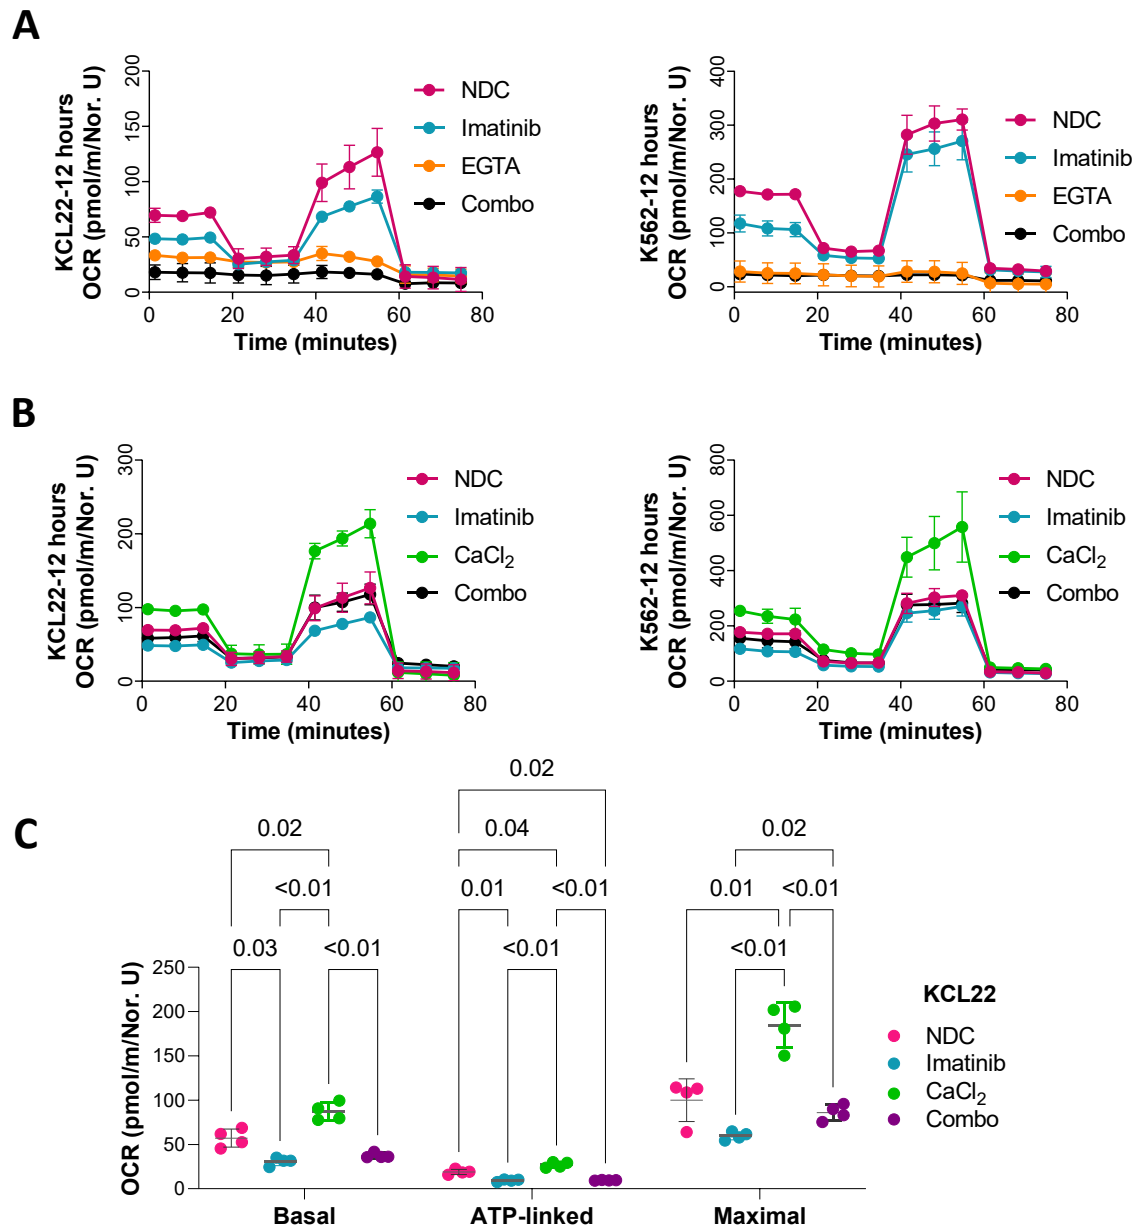 A
KCL22-12 hours
OCR (pmol/m/Nor. U)
200
150
100
50
0
0 20 40 60 80
Time (minutes)
NDC
Imatinib
EGTA
Combo
K562-12 hours
OCR (pmol/m/Nor. U)
400
300
200
100
0
0 20 40 60 80
Time (minutes)
NDC
Imatinib
EGTA
Combo
B
KCL22-12 hours
OCR (pmol/m/Nor. U)
300
200
100
0
0 20 40 60 80
Time (minutes)
NDC
Imatinib
CaCl2
Combo
K562-12 hours
OCR (pmol/m/Nor. U)
800
600
400
200
0
0 20 40 60 80
Time (minutes)
NDC
Imatinib
CaCl2
Combo
C
0.02
0.02 0.04 0.02
<0.01 0.01 <0.01 0.01 <0.01
0.03 <0.01 <0.01 <0.01
OCR (pmol/m/Nor. U)
250
200
150
100
50
0
Basal ATP-linked Maximal
KCL22
NDC
Imatinib
CaCl2
Combo